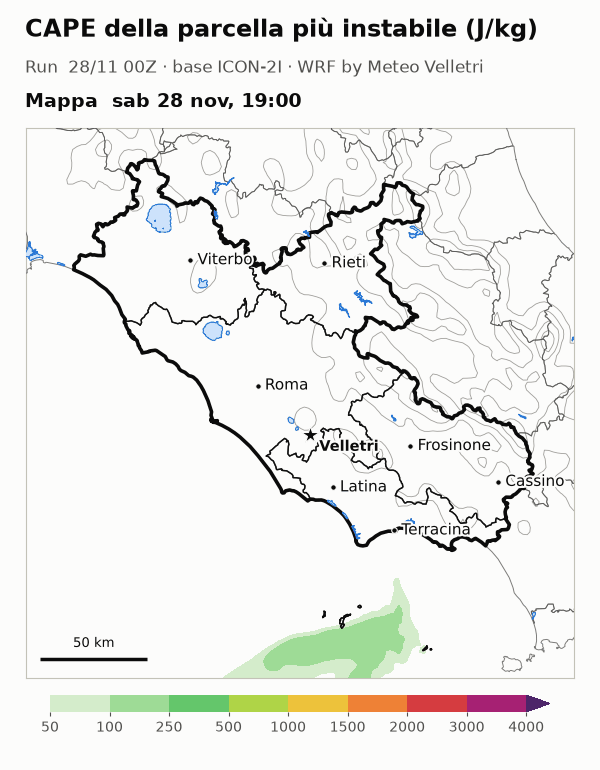 CAPE della parcella più instabile (J/kg)
Run  28/11 00Z · base ICON-2I · WRF by Meteo Velletri
Mappa  sab 28 nov, 19:00
Viterbo
Rieti
Roma
Velletri
Frosinone
Cassino
Latina
Terracina
50 km
50 100 250 500 1000 1500 2000 3000 4000